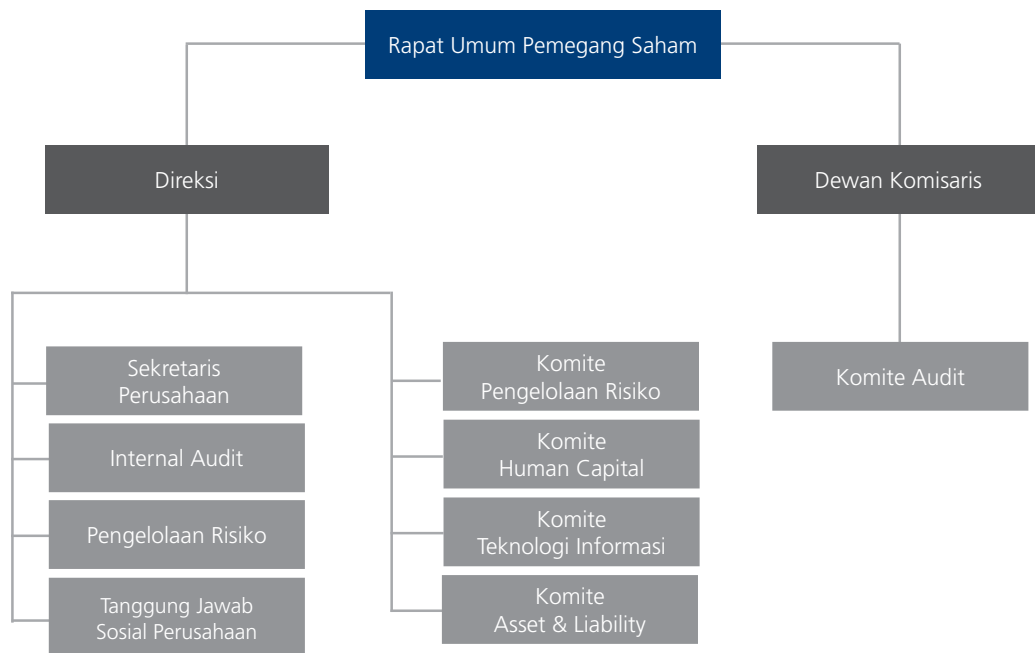 Rapat Umum Pemegang Saham
Direksi
Dewan Komisaris
Sekretaris
Perusahaan
Internal Audit
Pengelolaan Risiko
Tanggung Jawab
Sosial Perusahaan
Komite
Pengelolaan Risiko
Komite
Human Capital
Komite
Teknologi Informasi
Komite
Asset & Liability
Komite Audit